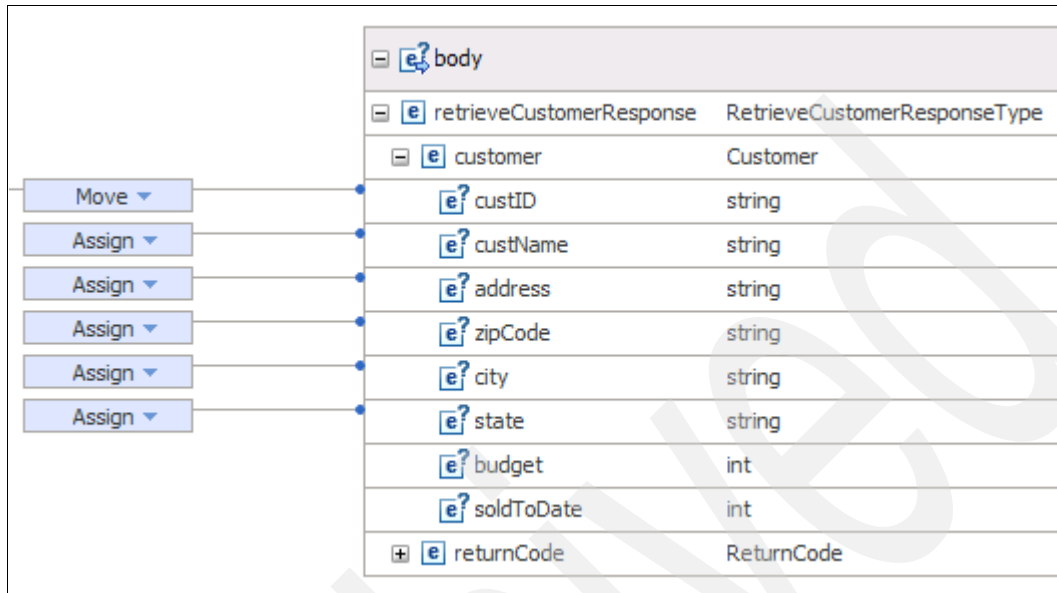 body
retrieveCustomerResponse RetrieveCustomerResponseType
customer Customer
Move custID string
Assign custName string
Assign address string
Assign zipCode string
Assign city string
Assign state string
budget int
soldToDate int
returnCode ReturnCode